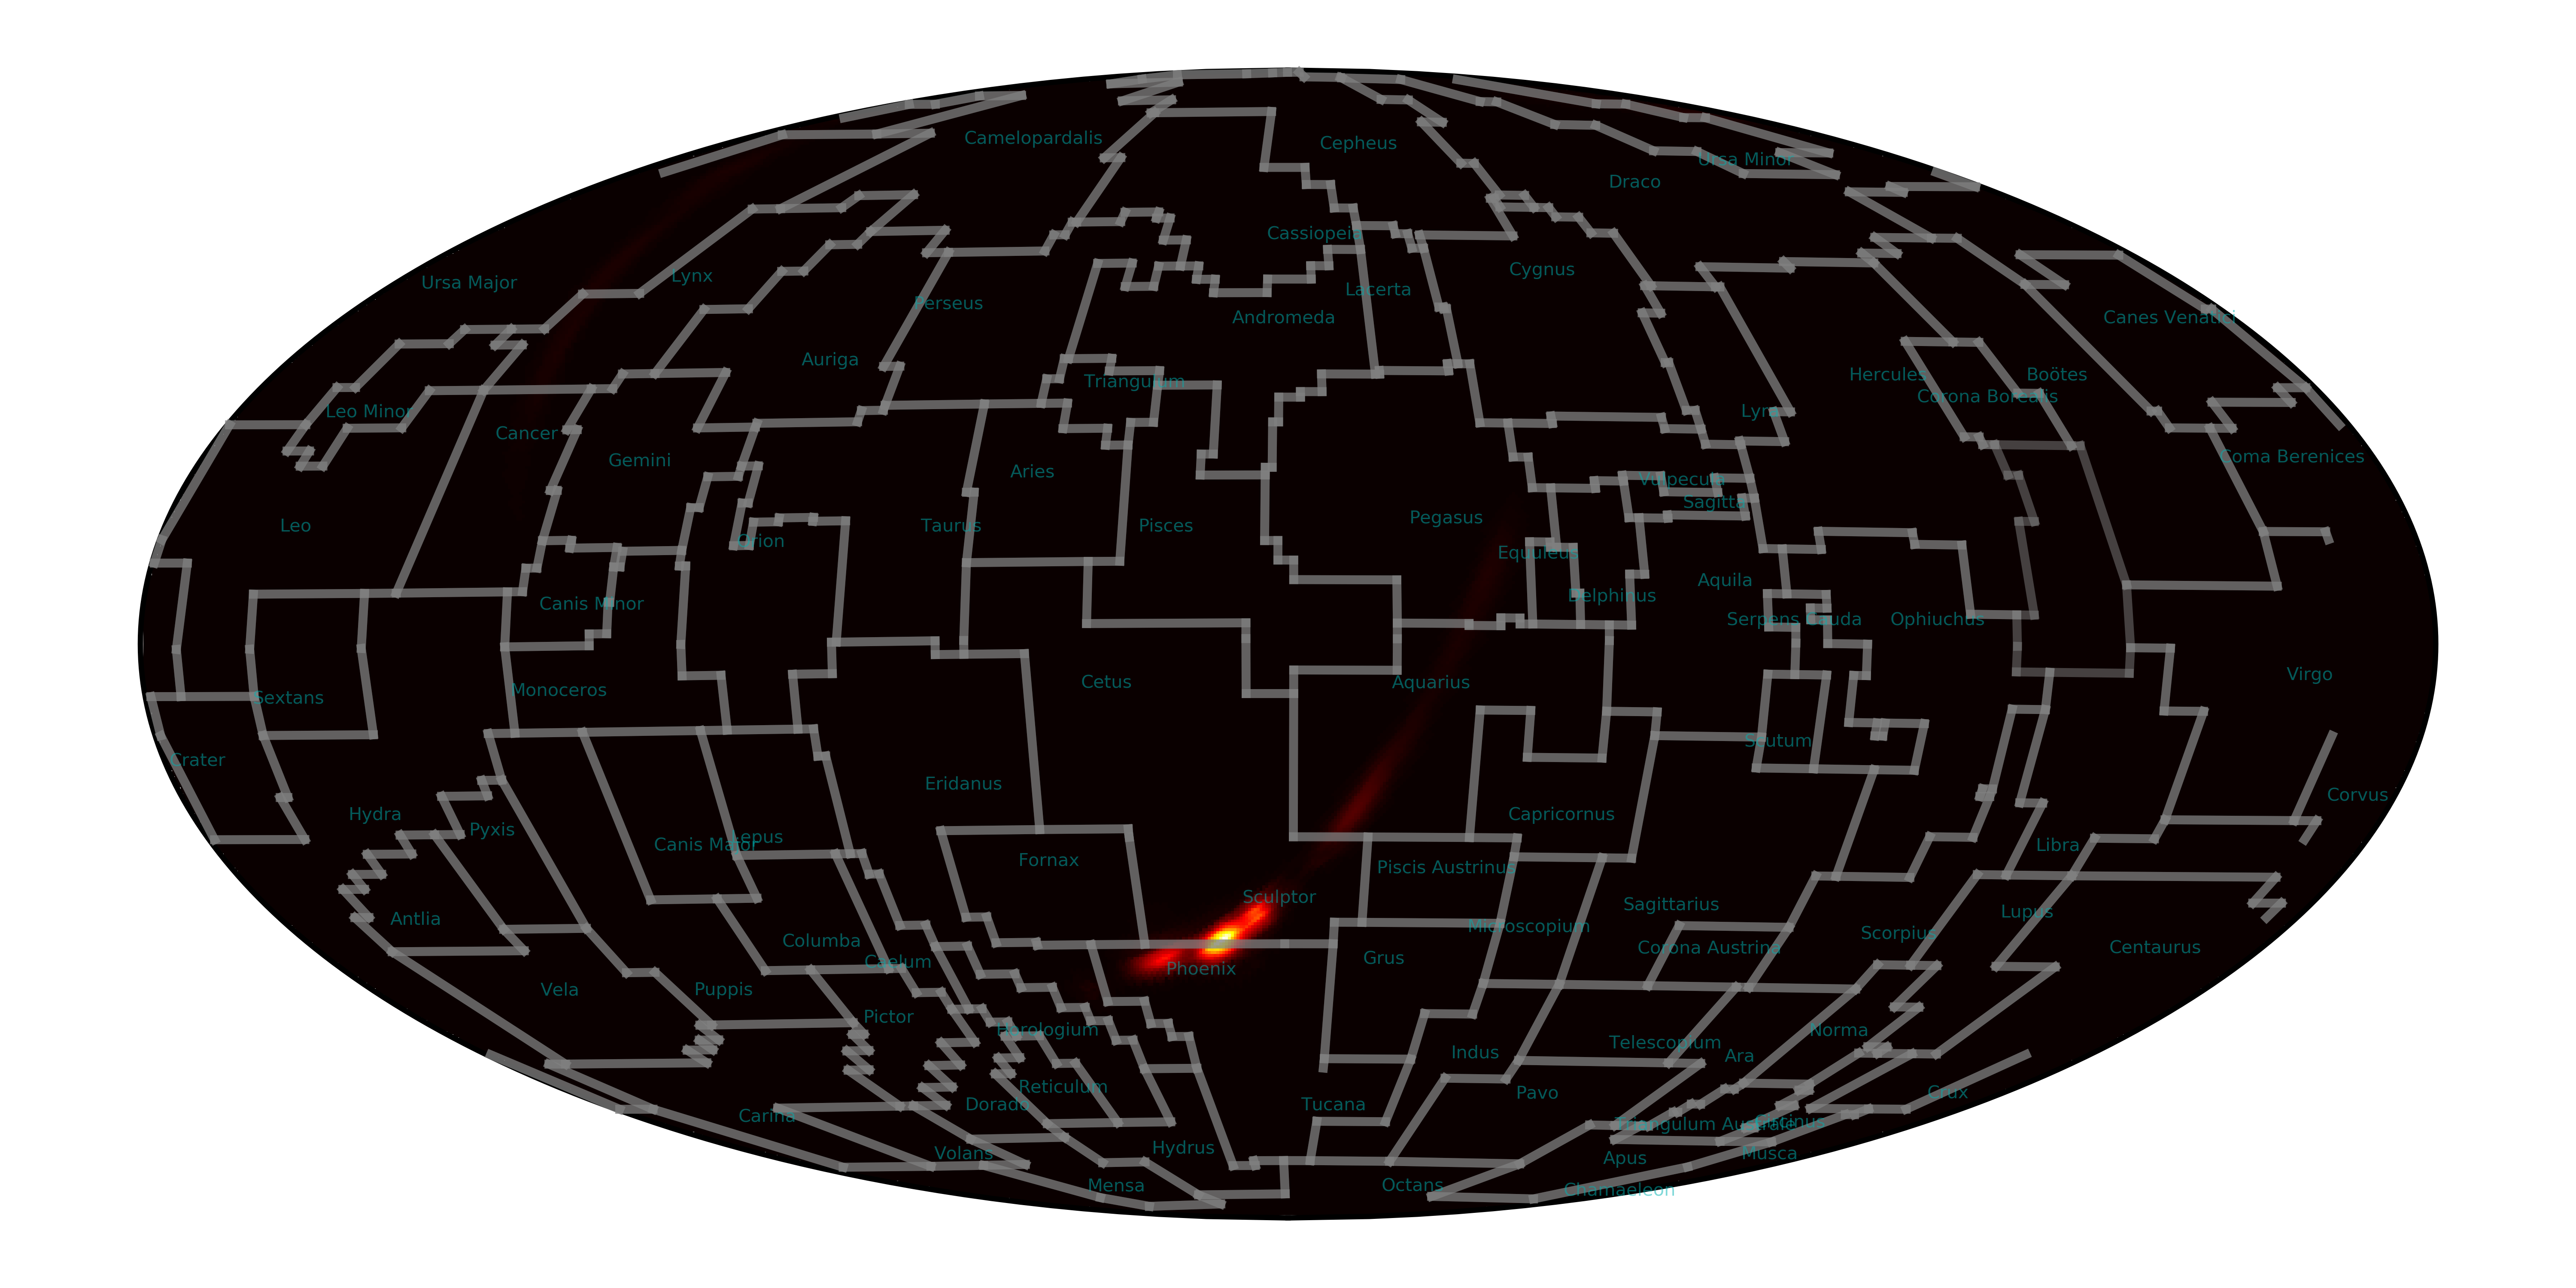 Camelopardalis
Cepheus
Ursa Minor
Draco
Cassiopeia
Cygnus
Lynx
Ursa Major
Lacerta
Perseus
Andromeda
Canes Venatici
Auriga
Hercules
Boötes
Triangulum
Corona Borealis
Leo Minor
Lyra
Cancer
Coma Berenices
Gemini
Aries
Vulpecula
Sagitta
Pegasus
Leo
Taurus
Pisces
Orion
Equuleus
Aquila
Delphinus
Canis Minor
Serpens Cauda
Ophiuchus
Virgo
Cetus
Aquarius
Monoceros
Sextans
Scutum
Crater
Eridanus
Corvus
Hydra
Capricornus
Pyxis
Lepus
Canis Major
Libra
Fornax
Piscis Austrinus
Sculptor
Sagittarius
Lupus
Antlia
Microscopium
Scorpius
Columba
Corona Austrina
Centaurus
Grus
Caelum
Phoenix
Vela
Puppis
Pictor
Horologium
Norma
Telescopium
Indus
Ara
Reticulum
Pavo
Crux
Dorado
Tucana
Carina
Circinus
Triangulum Australe
Hydrus
Volans
Musca
Apus
Mensa
Octans
Chamaeleon